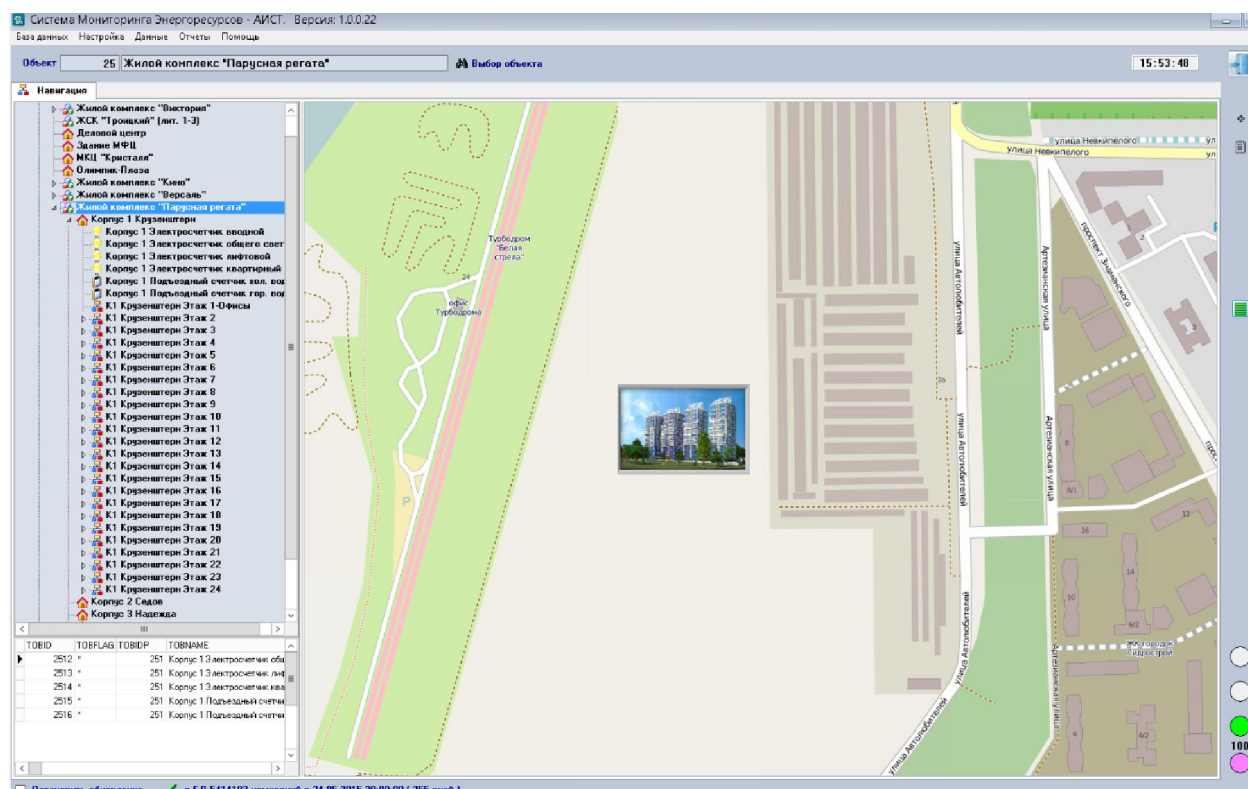 Система Мониторинга Энергоресурсов - АИСТ. Версия: 1.0.0.22
База данных Настройка Данные Отчеты Помощь
Объект 25 Жилой комплекс "Парусная регата" Выбор объекта 15:53:48
Навигация
Жилой комплекс "Виктория"
ЖСК "Троицкий" (лит. 1-3)
Деловой центр
Здание МФЦ
МКЦ "Кристалл"
Олимпик-Плаза
Жилой комплекс "Кино"
Жилой комплекс "Версаль"
Жилой комплекс "Парусная регата"
Корпус 1 Крузенштерн
Корпус 1 Электросчетчик вводной
Корпус 1 Электросчетчик общего свет
Корпус 1 Электросчетчик лифтовой
Корпус 1 Электросчетчик квартирный
Корпус 1 Подъездный счетчик хол. вод
Корпус 1 Подъездный счетчик гор. вод
К1 Крузенштерн Этаж 1-Офисы
К1 Крузенштерн Этаж 2
К1 Крузенштерн Этаж 3
К1 Крузенштерн Этаж 4
К1 Крузенштерн Этаж 5
К1 Крузенштерн Этаж 6
К1 Крузенштерн Этаж 7
К1 Крузенштерн Этаж 8
К1 Крузенштерн Этаж 9
К1 Крузенштерн Этаж 10
К1 Крузенштерн Этаж 11
К1 Крузенштерн Этаж 12
К1 Крузенштерн Этаж 13
К1 Крузенштерн Этаж 14
К1 Крузенштерн Этаж 15
К1 Крузенштерн Этаж 16
К1 Крузенштерн Этаж 17
К1 Крузенштерн Этаж 18
К1 Крузенштерн Этаж 19
К1 Крузенштерн Этаж 20
К1 Крузенштерн Этаж 21
К1 Крузенштерн Этаж 22
К1 Крузенштерн Этаж 23
К1 Крузенштерн Этаж 24
Корпус 2 Седов
Корпус 3 Надежда
TOBID TOBFLAG TOBIDP TOBNAME
2512 * 251 Корпус 1 Электросчетчик общ
2513 * 251 Корпус 1 Электросчетчик лиф
2514 * 251 Корпус 1 Электросчетчик ква
2515 * 251 Корпус 1 Подъездный счетчи
2516 * 251 Корпус 1 Подъездный счетчи
Турбодром
"Белая
стрела"
24
офис
Турбодрома
P
улица Невкипелого
ул
улица Невкипелого
ул
проспект Знаменского
прос
улица Автолюбителей
улица Автолюбителей
улица Автолюбителей
улица Автолюбителей
Артезианская улица
Артезианская улица
Артезианская улица
1
2
3
26
8
8/1
16
12
14
10
6/2
ЖК городок
Гидрострой
4
4/2
100